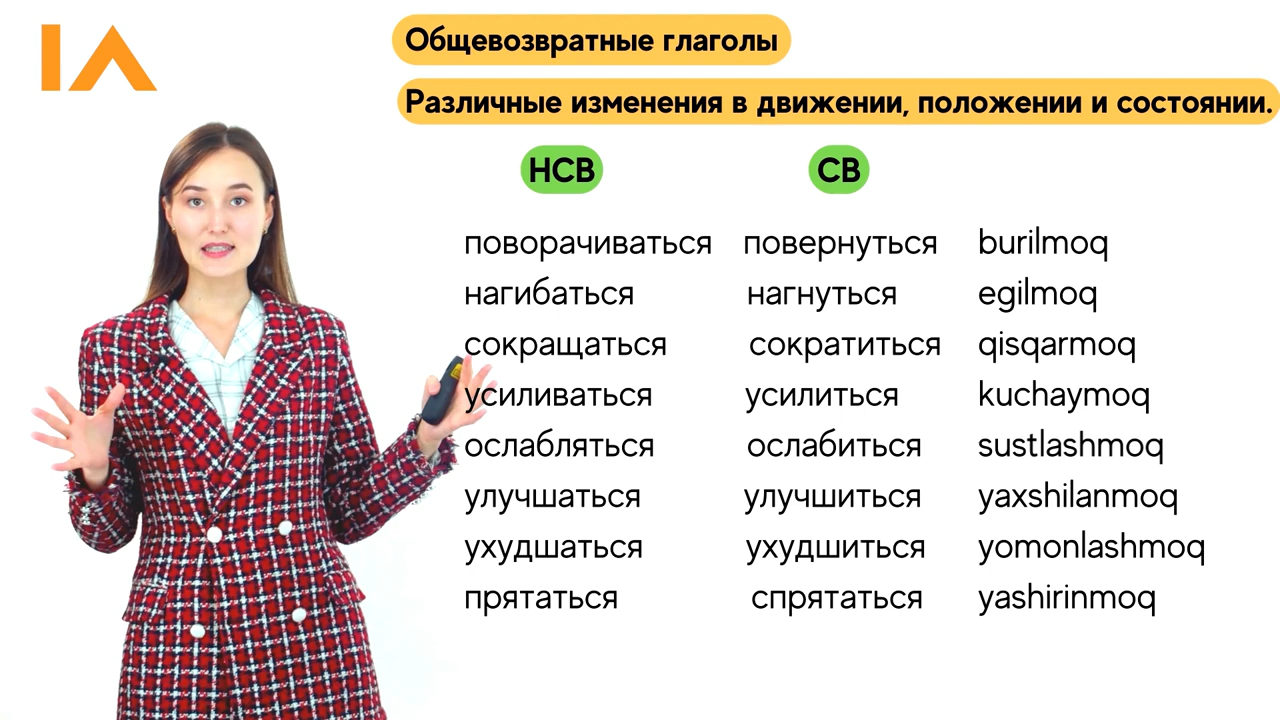 IA
Общевозвратные глаголы
Различные изменения в движении, положении и состоянии.
НСВ СВ
поворачиваться повернуться burilmoq
нагибаться нагнуться egilmoq
сокращаться сократиться qisqarmoq
усиливаться усилиться kuchaymoq
ослабляться ослабиться sustlashmoq
улучшаться улучшиться yaxshilanmoq
ухудшаться ухудшиться yomonlashmoq
прятаться спрятаться yashirinmoq